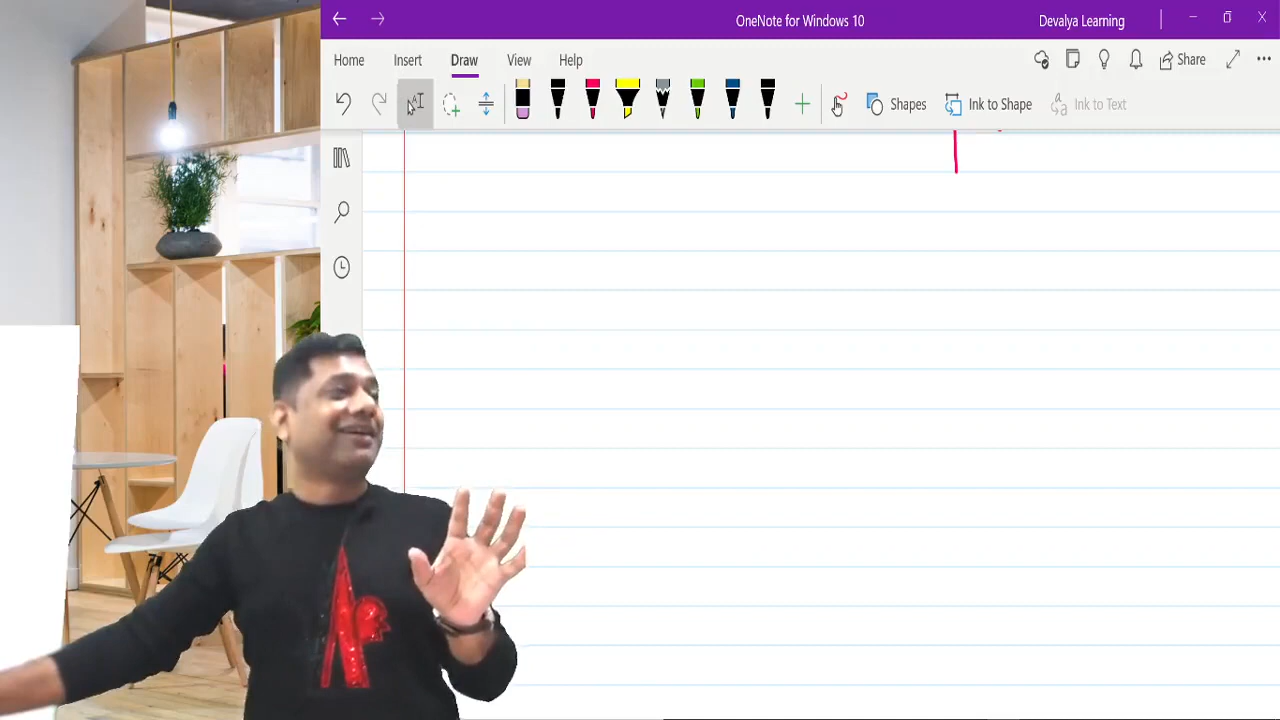 OneNote for Windows 10
Devalya Learning
Home
Insert
Draw
View
Help
Share
Shapes
Ink to Shape
Ink to Text